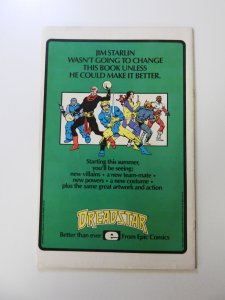 JIM STARLIN
WASN'T GOING TO CHANGE
THIS BOOK UNLESS
HE COULD MAKE IT BETTER.
Starting this summer,
you'll be seeing:
new villains • a new team-mate •
new powers • a new costume •
plus the same great artwork and action
DREADSTAR
Better than ever From Epic Comics